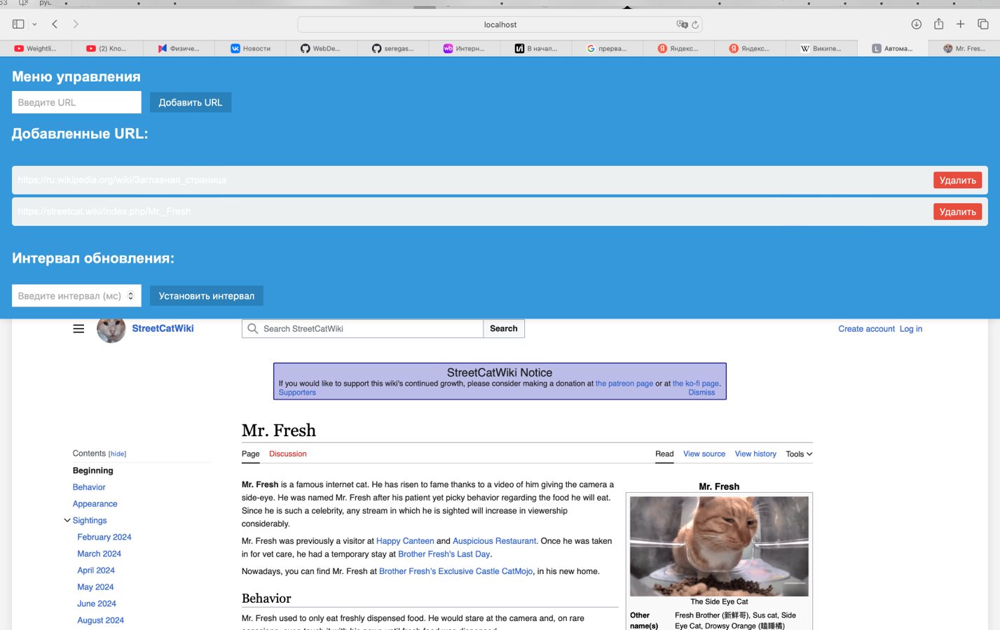 localhost
Weightli...
(2) Kno...
Физиче...
Новости
WebDe...
seregas...
Интерн...
В начал...
прерва...
Яндекс...
Яндекс...
Википе...
Автома...
Mr. Fres...
Меню управления
Введите URL
Добавить URL
Добавленные URL:
https://ru.wikipedia.org/wiki/Заглавная_страница
Удалить
https://streetcat.wiki/index.php/Mr._Fresh
Удалить
Интервал обновления:
Введите интервал (мс)
Установить интервал
StreetCatWiki
Search StreetCatWiki
Search
Create account Log in
StreetCatWiki Notice
If you would like to support this wiki's continued growth, please consider making a donation at the patreon page or at the ko-fi page.
Supporters
Dismiss
Mr. Fresh
Contents [hide]
Beginning
Behavior
Appearance
Sightings
February 2024
March 2024
April 2024
May 2024
June 2024
August 2024
Page Discussion
Read View source View history Tools
Mr. Fresh is a famous internet cat. He has risen to fame thanks to a video of him giving the camera a
side-eye. He was named Mr. Fresh after his patient yet picky behavior regarding the food he will eat.
Since he is such a celebrity, any stream in which he is sighted will increase in viewership
considerably.
Mr. Fresh was previously a visitor at Happy Canteen and Auspicious Restaurant. Once he was taken
in for vet care, he had a temporary stay at Brother Fresh's Last Day.
Nowadays, you can find Mr. Fresh at Brother Fresh's Exclusive Castle CatMojo, in his new home.
Behavior
Mr. Fresh used to only eat freshly dispensed food. He would stare at the camera and, on rare
Mr. Fresh
The Side Eye Cat
Other name(s)
Fresh Brother (新鲜哥), Sus cat, Side
Eye Cat, Drowsy Orange (瞌睡橘)